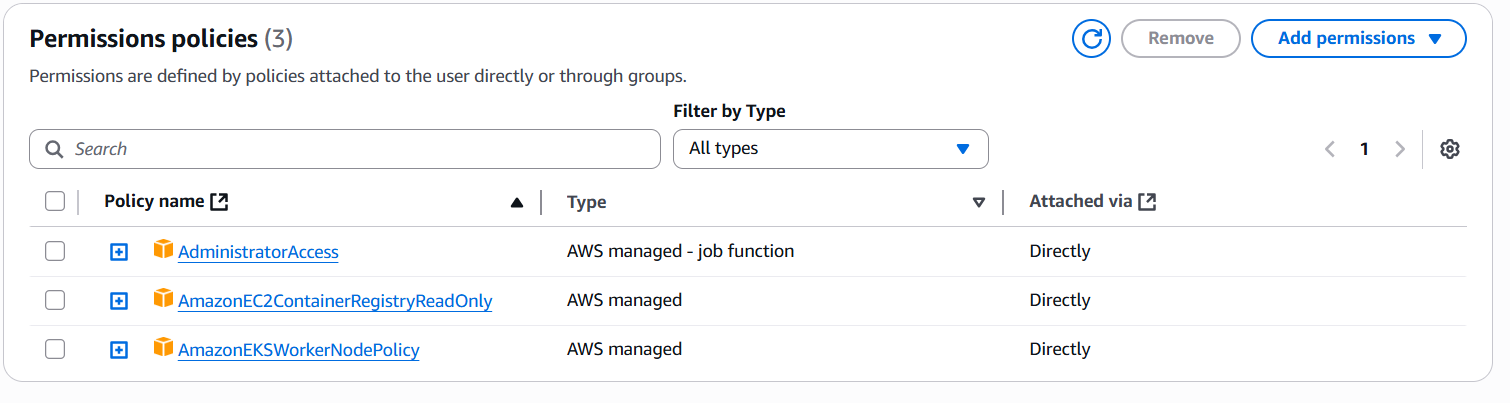 Permissions policies (3)
Remove
Add permissions
Permissions are defined by policies attached to the user directly or through groups.
Filter by Type
Search
All types
1
Policy name
Type
Attached via
AdministratorAccess
AWS managed - job function
Directly
AmazonEC2ContainerRegistryReadOnly
AWS managed
Directly
AmazonEKSWorkerNodePolicy
AWS managed
Directly